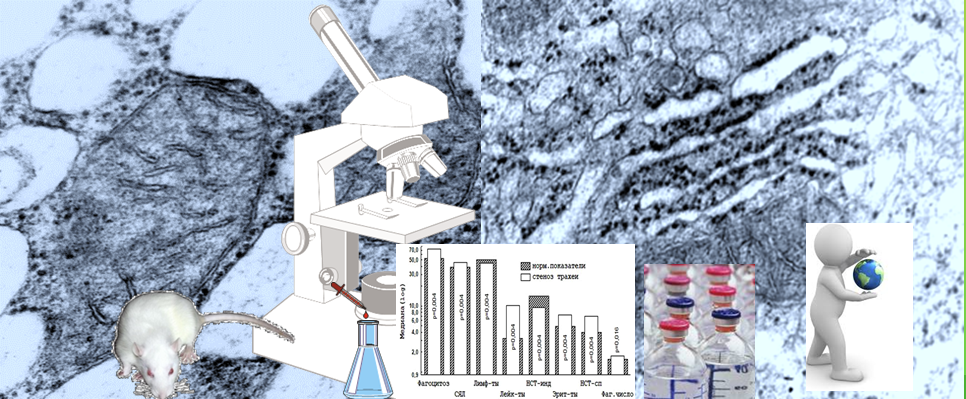 70,0
50,0
30,0
10,0
8,0
6,0
4,0
2,0
0,9
Медиана (log)
норм.показатели
стеноз трахеи
p=0,004
p=0,004
p=0,004
p=0,004
p=0,004
p=0,004
p=0,004
p=0,016
Фагоцитоз
Лимф-ты
НСТ-инд
НСТ-сп
СЯЛ
Лейк-ты
Эрит-ты
Фаг.число